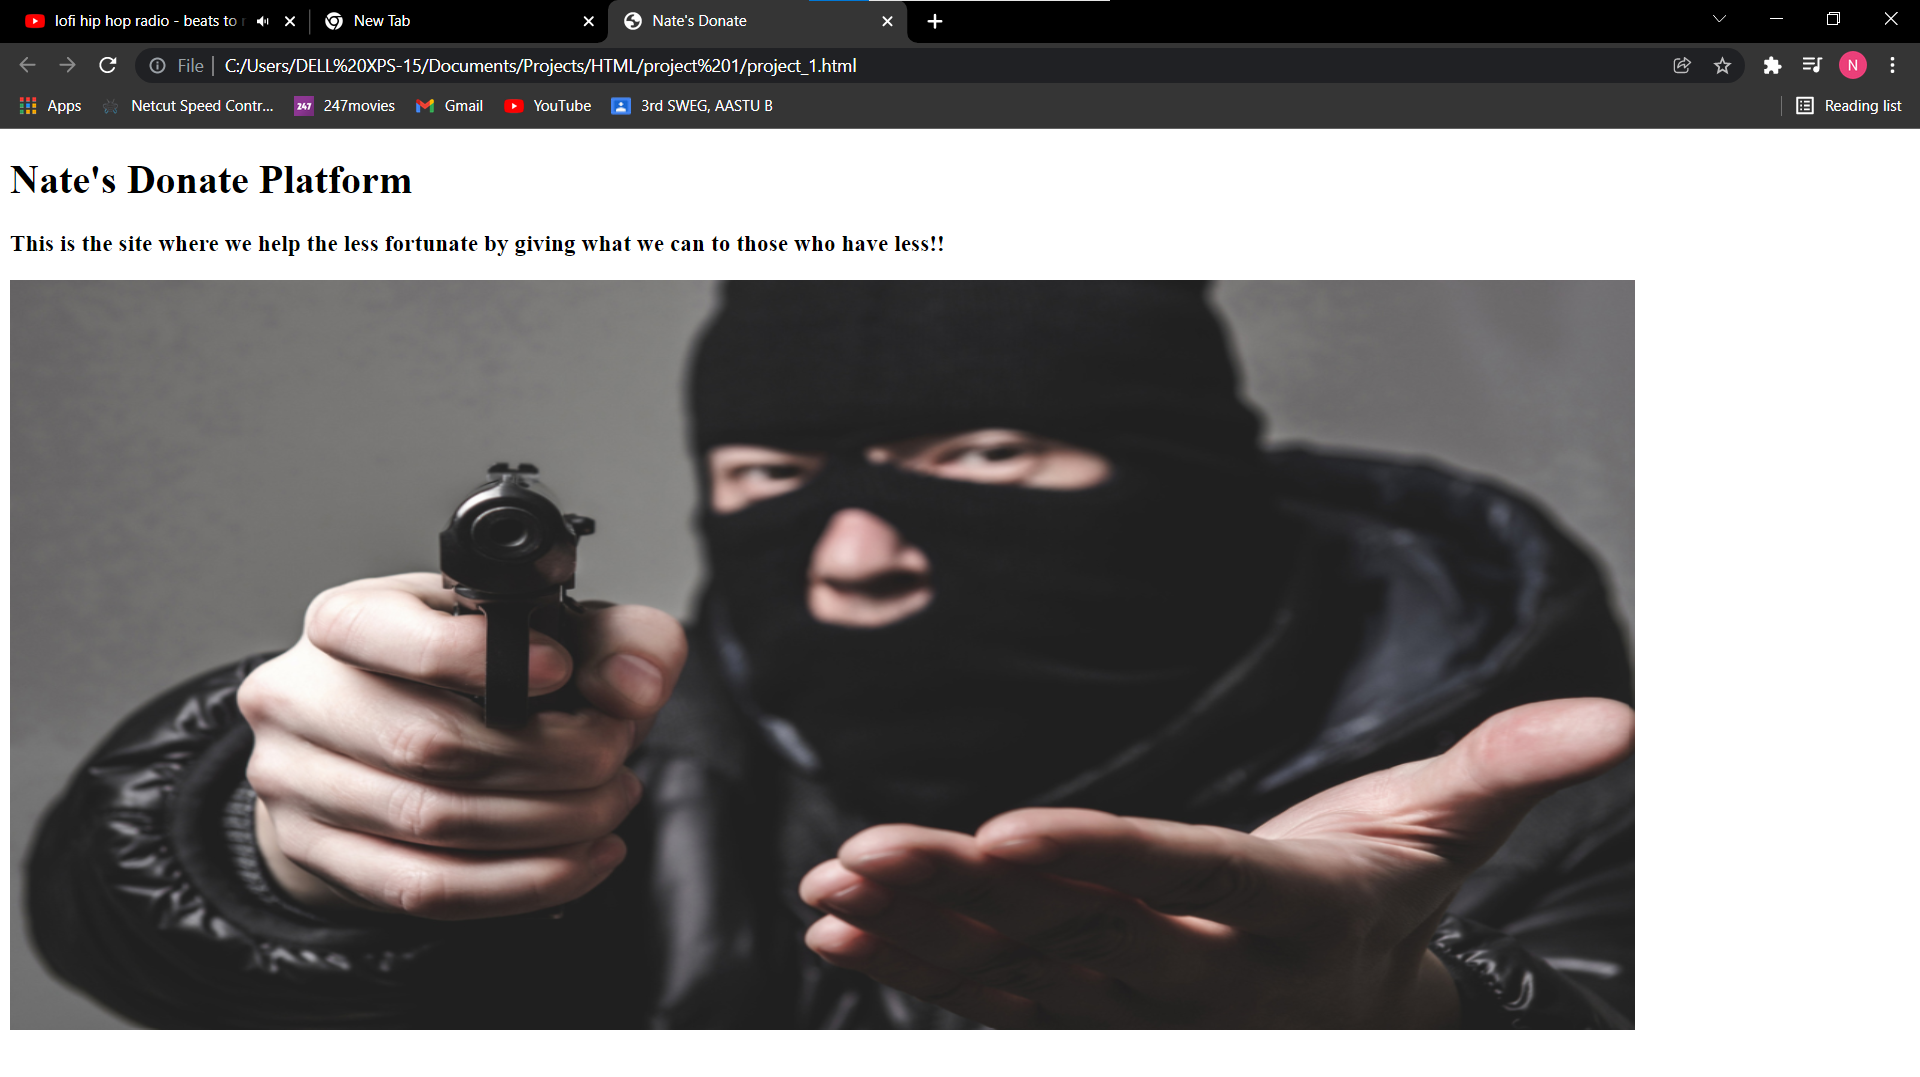 lofi hip hop radio - beats to
New Tab
Nate's Donate
File
C:/Users/DELL%20XPS-15/Documents/Projects/HTML/project%201/project_1.html
N
Apps
Netcut Speed Contr...
247
247movies
Gmail
YouTube
3rd SWEG, AASTU B
Reading list
Nate's Donate Platform
This is the site where we help the less fortunate by giving what we can to those who have less!!